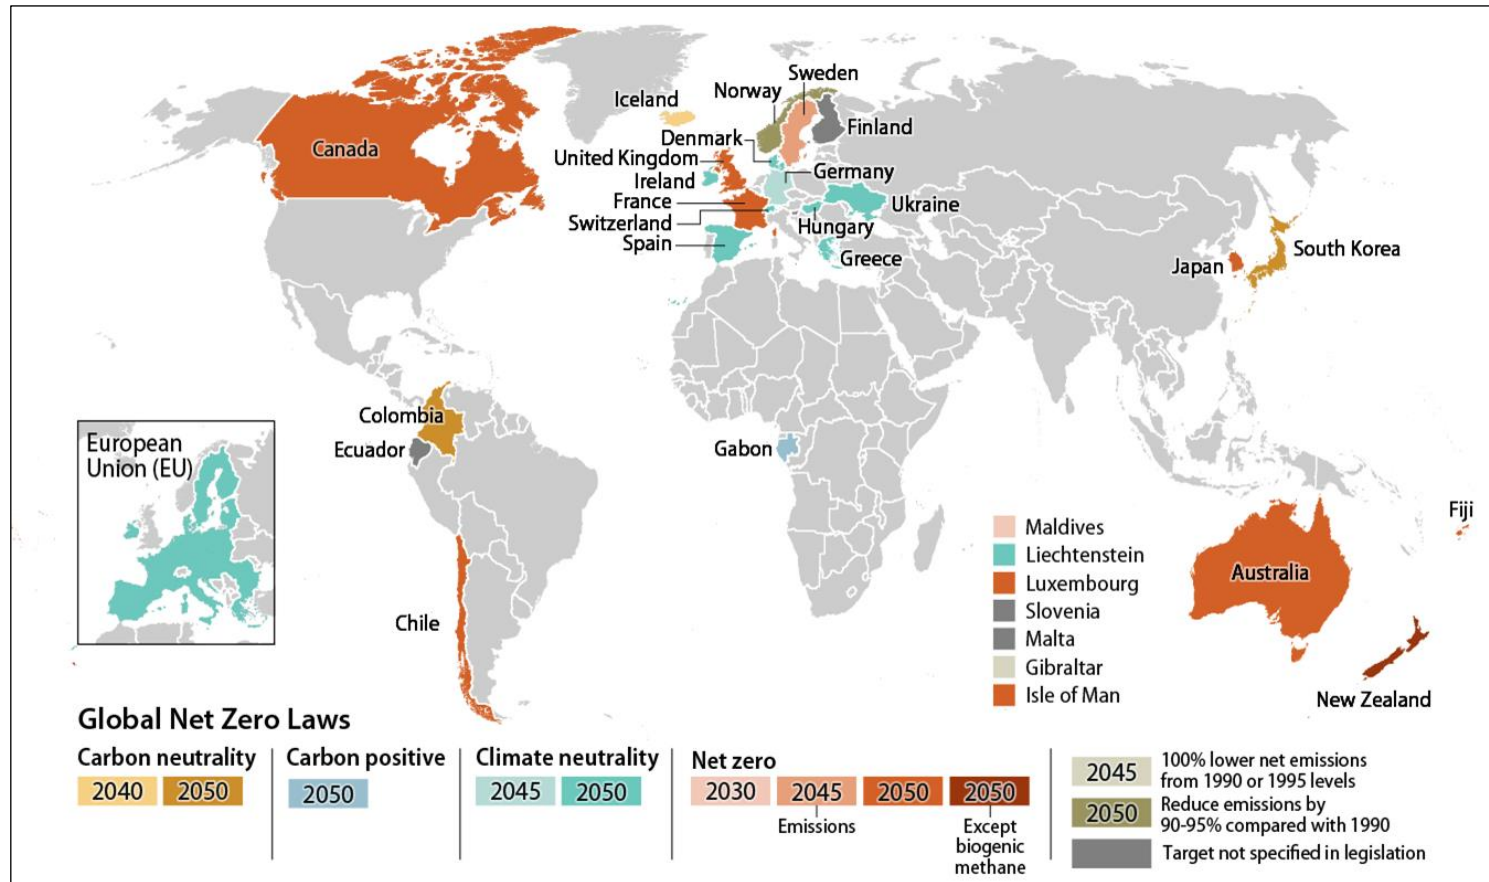 Sweden
Norway
Iceland
Finland
Denmark
United Kingdom
Germany
Canada
Ireland
France
Ukraine
Switzerland
Hungary
Spain
Greece
South Korea
Japan
Colombia
Ecuador
Gabon
European
Union (EU)
Fiji
Maldives
Liechtenstein
Luxembourg
Slovenia
Malta
Gibraltar
Isle of Man
Australia
Chile
New Zealand
Global Net Zero Laws
Carbon neutrality
2040
2050
Carbon positive
2050
Climate neutrality
2045
2050
Net zero
2030
2045
Emissions
2050
2050
Except
biogenic
methane
2045
100% lower net emissions
from 1990 or 1995 levels
2050
Reduce emissions by
90-95% compared with 1990
Target not specified in legislation